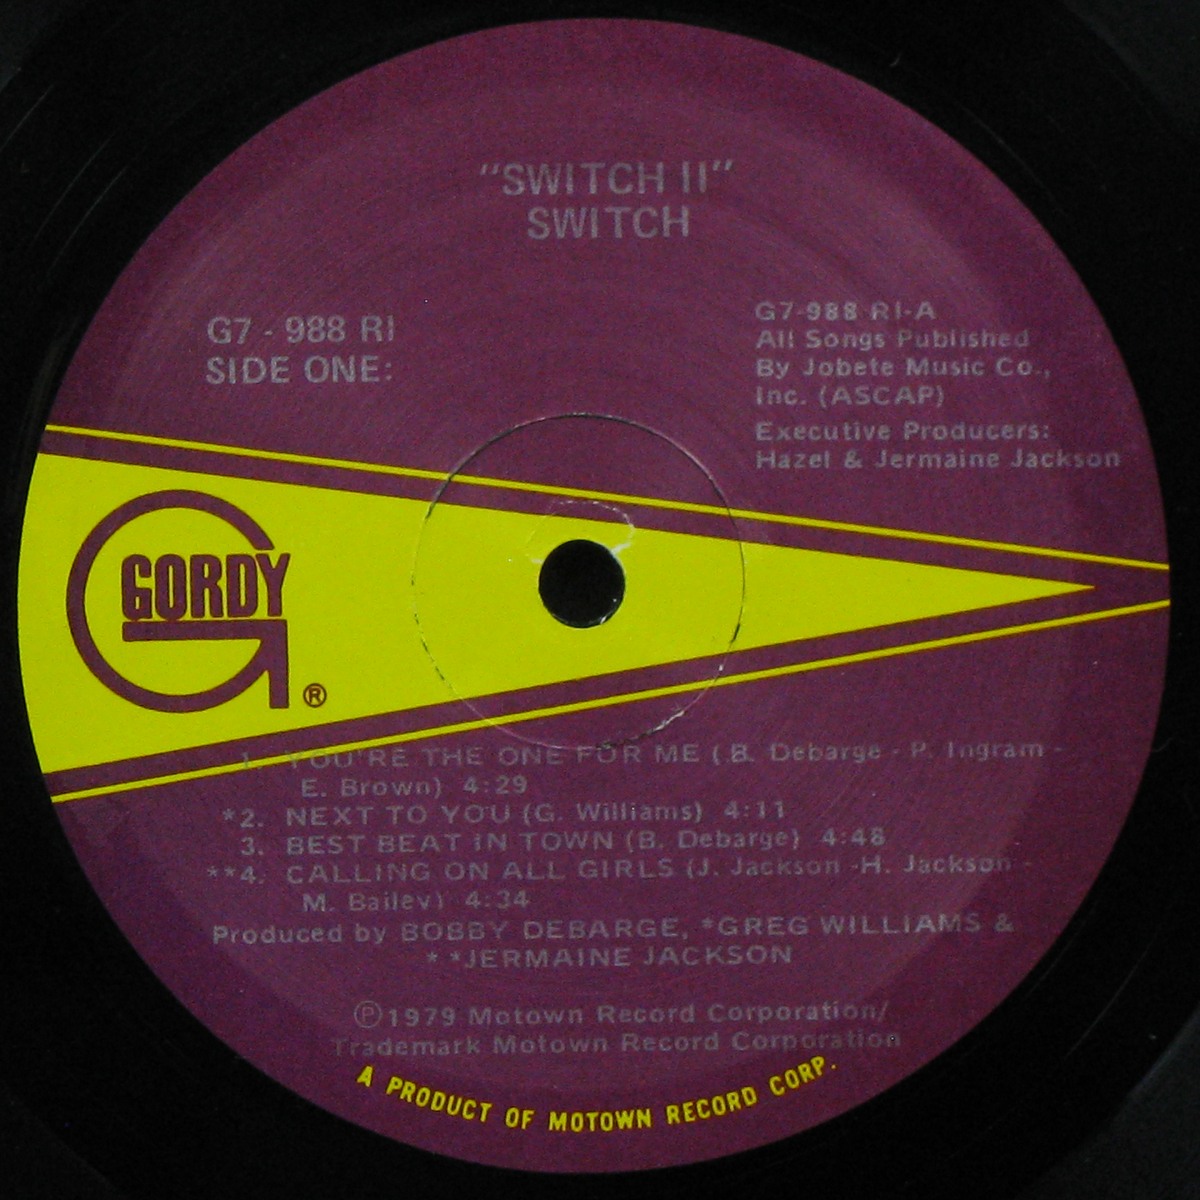 "SWITCH II"
SWITCH
G7 - 988 RI
SIDE ONE:
G7-988 RI-A
All Songs Published
By Jobete Music Co.,
Inc. (ASCAP)
Executive Producers:
Hazel & Jermaine Jackson
GORDY
®
1. YOU'RE THE ONE FOR ME (B. Debarge - P. Ingram -
E. Brown) 4:29
*2. NEXT TO YOU (G. Williams) 4:11
3. BEST BEAT IN TOWN (B. Debarge) 4:48
**4. CALLING ON ALL GIRLS (J. Jackson -H. Jackson -
M. Bailey) 4:34
Produced by BOBBY DEBARGE, *GREG WILLIAMS &
* *JERMAINE JACKSON
Ⓟ1979 Motown Record Corporation/
Trademark Motown Record Corporation
A PRODUCT OF MOTOWN RECORD CORP.